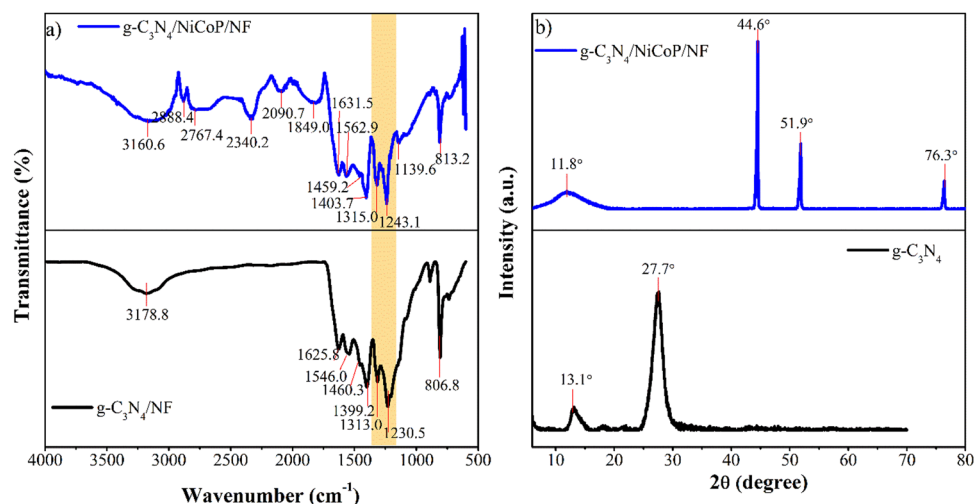 a)
g-C₃N₄/NiCoP/NF
3160.6
2888.4
2767.4
2340.2
2090.7
1849.0
1631.5
1562.9
1459.2
1403.7
1315.0
1243.1
1139.6
813.2
3178.8
1625.8
1546.0
1460.3
1399.2
1313.0
1230.5
806.8
g-C₃N₄/NF
Transmittance (%)
4000 3500 3000 2500 2000 1500 1000 500
Wavenumber (cm⁻¹)
b)
g-C₃N₄/NiCoP/NF
11.8°
44.6°
51.9°
76.3°
g-C₃N₄
13.1°
27.7°
Intensity (a.u.)
10 20 30 40 50 60 70 80
2θ (degree)